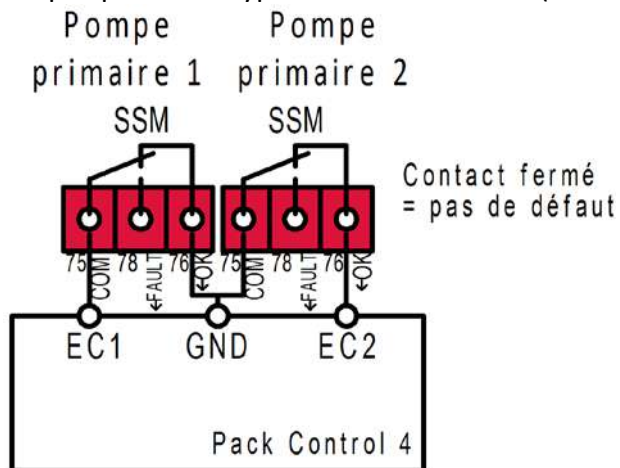 Pompe Pompe
primaire 1 primaire 2
SSM SSM
Contact fermé
= pas de défaut
75 COM 78 ←FAULT 76 ←OK 75 COM 78 ←FAULT 76 ←OK
EC1 GND EC2
Pack Control 4